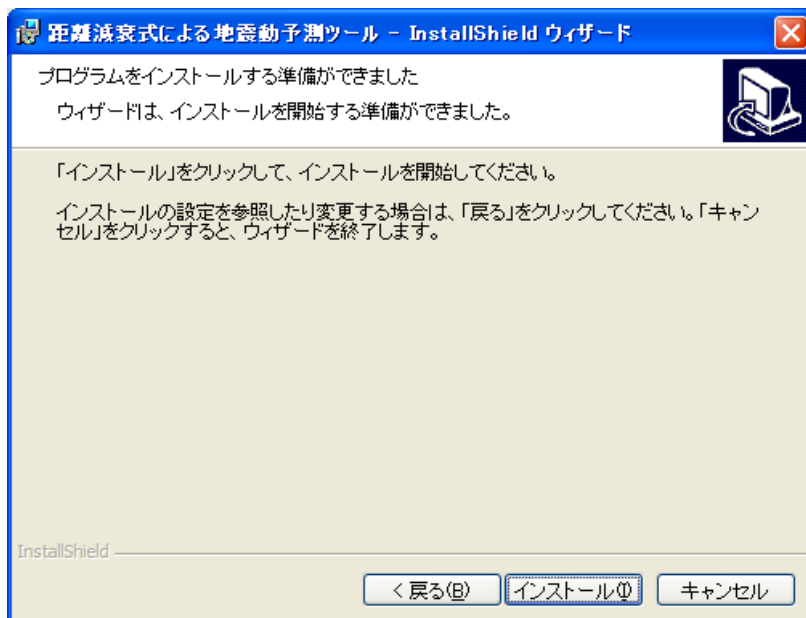 距離減衰式による地震動予測ツール - InstallShield ウィザード
プログラムをインストールする準備ができました
ウィザードは、インストールを開始する準備ができました。
「インストール」をクリックして、インストールを開始してください。
インストールの設定を参照したり変更する場合は、「戻る」をクリックしてください。「キャン
セル」をクリックすると、ウィザードを終了します。
InstallShield
< 戻る(B)
インストール(I)
キャンセル